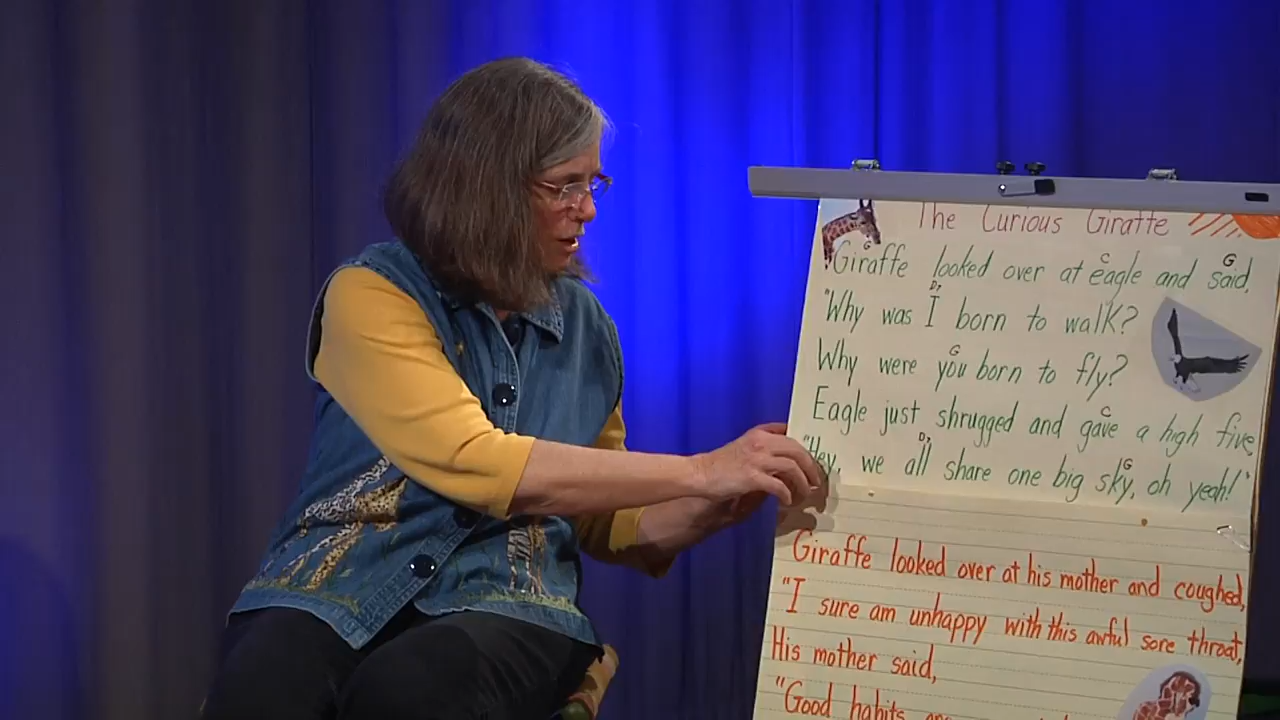 The Curious Giraffe
G C G
Giraffe looked over at eagle and said,
D7
"Why was I born to walk?
G
Why were you born to fly?
C
Eagle just shrugged and gave a high five,
D7 G
"Hey, we all share one big sky, oh yeah!"
Giraffe looked over at his mother and coughed,
"I sure am unhappy with this awful sore throat,
His mother said,
"Good habits